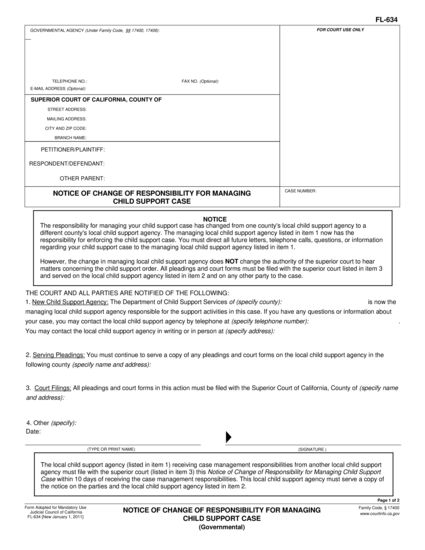 FL-634
GOVERNMENTAL AGENCY (Under Family Code, §§ 17400, 17406):
FOR COURT USE ONLY
TELEPHONE NO.:
FAX NO. (Optional):
E-MAIL ADDRESS (Optional):
SUPERIOR COURT OF CALIFORNIA, COUNTY OF
STREET ADDRESS:
MAILING ADDRESS:
CITY AND ZIP CODE:
BRANCH NAME:
PETITIONER/PLAINTIFF:
RESPONDENT/DEFENDANT:
OTHER PARENT:
NOTICE OF CHANGE OF RESPONSIBILITY FOR MANAGING
CHILD SUPPORT CASE
CASE NUMBER:
NOTICE
The responsibility for managing your child support case has changed from one county's local child support agency to a
different county's local child support agency. The managing local child support agency listed in item 1 now has the
responsibility for enforcing the child support case. You must direct all future letters, telephone calls, questions, or information
regarding your child support case to the managing local child support agency listed in item 1.
However, the change in managing local child support agency does NOT change the authority of the superior court to hear
matters concerning the child support order. All pleadings and court forms must be filed with the superior court listed in item 3
and served on the local child support agency listed in item 2 and on any other party to the case.
THE COURT AND ALL PARTIES ARE NOTIFIED OF THE FOLLOWING:
1. New Child Support Agency: The Department of Child Support Services of (specify county): is now the
managing local child support agency responsible for the support activities in this case. If you have any questions or information about
your case, you may contact the local child support agency by telephone at (specify telephone number): .
You may contact the local child support agency in writing or in person at (specify address):
2. Serving Pleadings: You must continue to serve a copy of any pleadings and court forms on the local child support agency in the
following county (specify name and address):
3. Court Filings: All pleadings and court forms in this action must be filed with the Superior Court of California, County of (specify name
and address):
4. Other (specify):
Date:
(TYPE OR PRINT NAME)
(SIGNATURE )
The local child support agency (listed in item 1) receiving case management responsibilities from another local child support
agency must file with the superior court (listed in item 3) this Notice of Change of Responsibility for Managing Child Support
Case within 10 days of receiving the case management responsibilities. This local child support agency must serve a copy of
the notice on the parties and the local child support agency listed in item 2.
Page 1 of 2
Form Adopted for Mandatory Use
Judicial Council of California
FL-634 [New January 1, 2011]
NOTICE OF CHANGE OF RESPONSIBILITY FOR MANAGING
CHILD SUPPORT CASE
(Governmental)
Family Code, § 17400
www.courtinfo.ca.gov